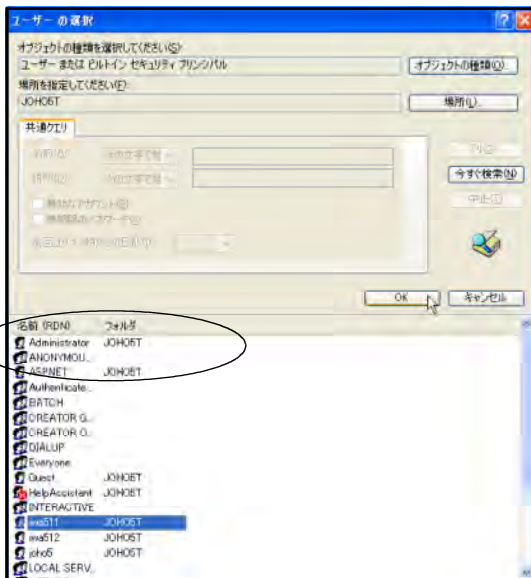 ユーザー の選択
オブジェクトの種類を選択してください(S):
ユーザー または ビルトイン セキュリティ プリンシパル
オブジェクトの種類(O)...
場所を指定してください(F):
JOHO5T
場所(L)...
共通クエリ
今すぐ検索(N)
OK
キャンセル
名前 (RDN) フォルダ
Administrator JOHO5T
ANONYMOU...
ASPNET JOHO5T
Authenticate...
BATCH
CREATOR G...
CREATOR O...
DIALUP
Everyone
Guest JOHO5T
HelpAssistant JOHO5T
INTERACTIVE
JOHO5T
iwa512 JOHO5T
joho5 JOHO5T
LOCAL SERV...